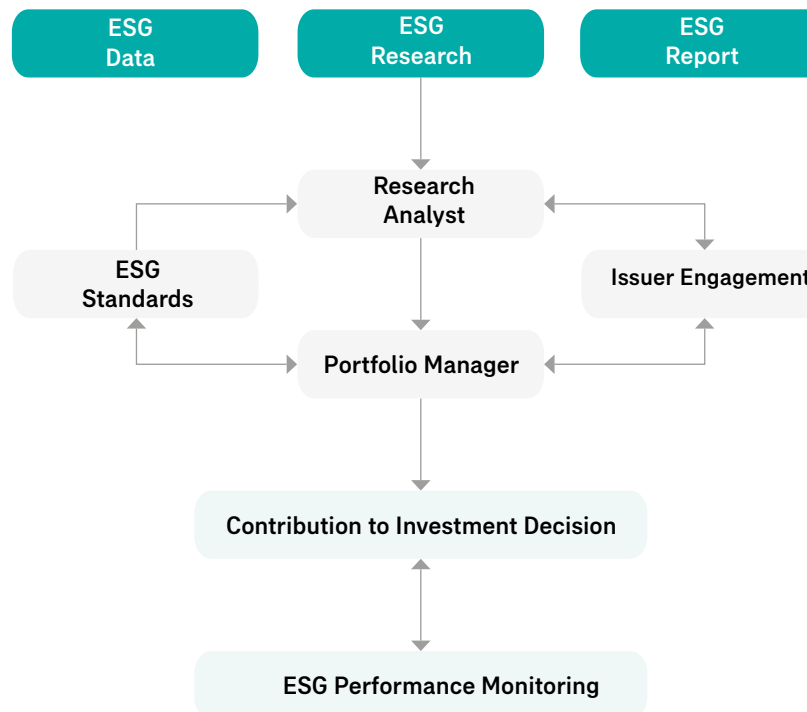 ESG
Data
ESG
Research
ESG
Report
Research
Analyst
ESG
Standards
Issuer Engagement
Portfolio Manager
Contribution to Investment Decision
ESG Performance Monitoring